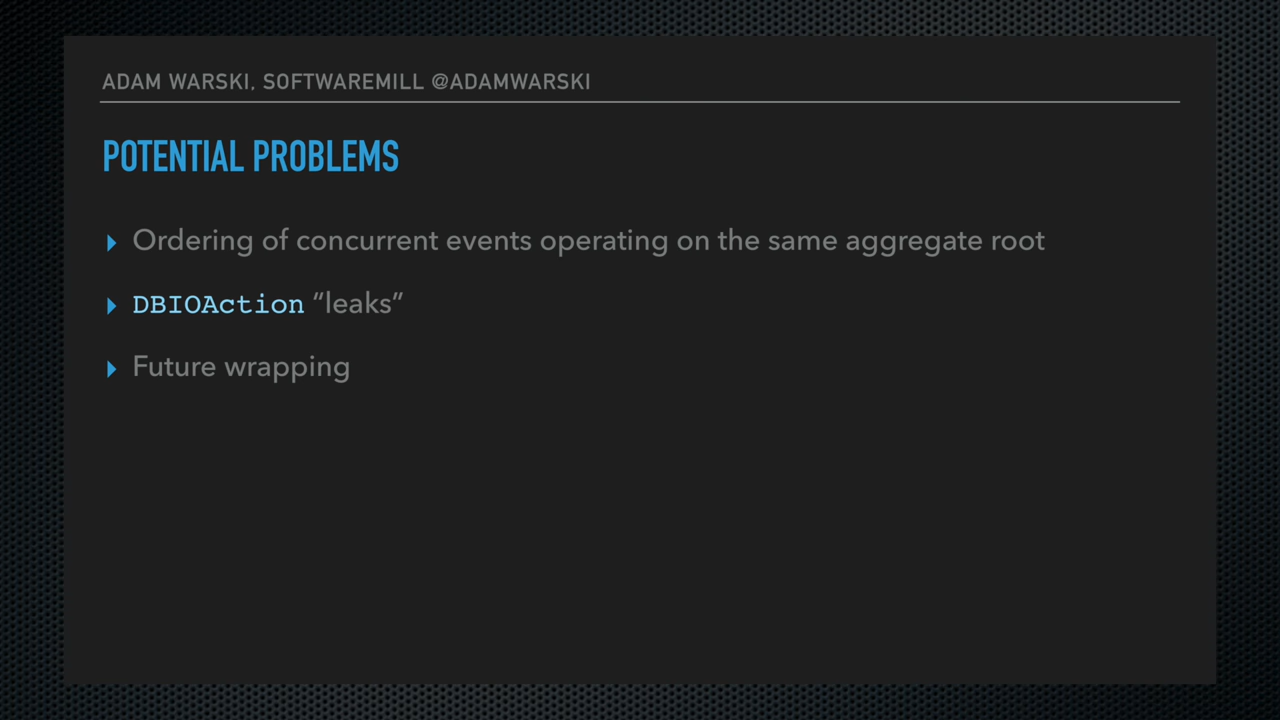 ADAM WARSKI, SOFTWAREMILL @ADAMWARSKI
POTENTIAL PROBLEMS
Ordering of concurrent events operating on the same aggregate root
DBIOAction “leaks”
Future wrapping